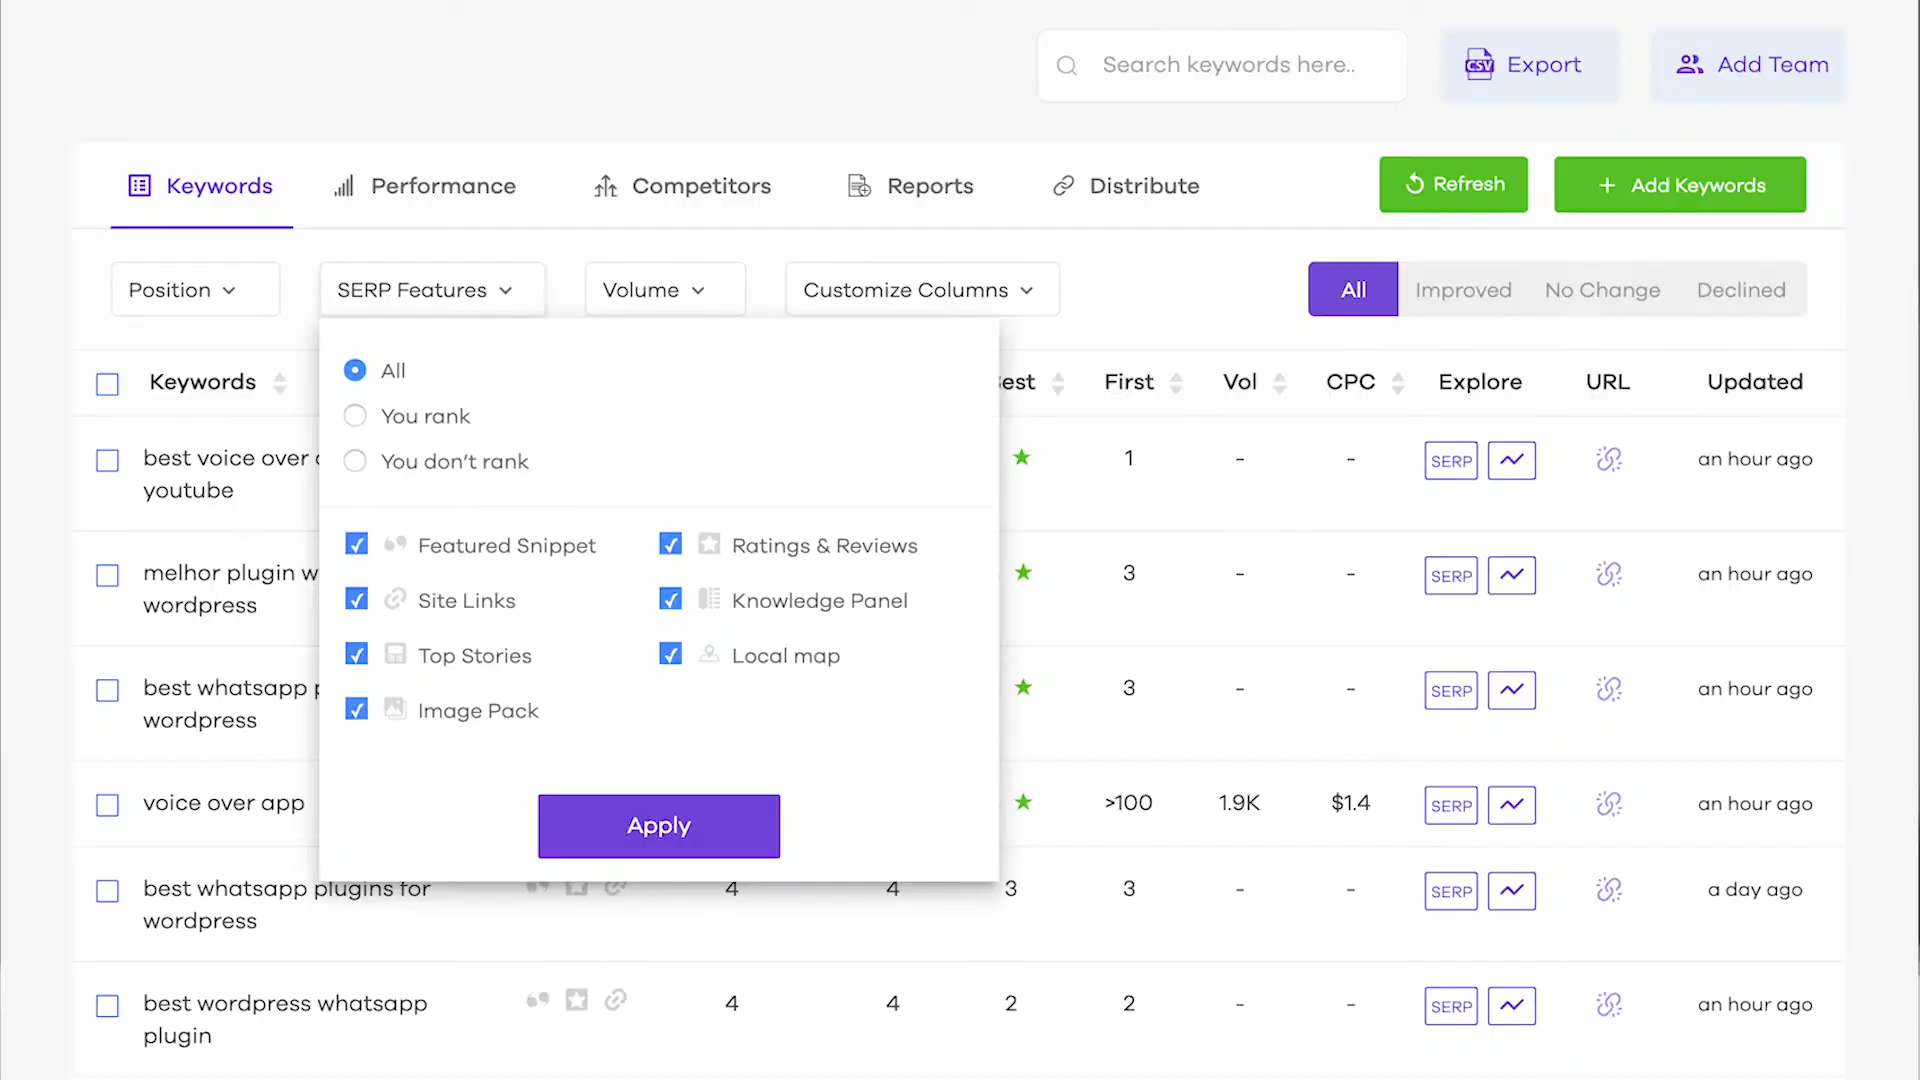 Search keywords here..
CSV Export
Add Team
Keywords
Performance
Competitors
Reports
Distribute
Refresh
+ Add Keywords
Position
SERP Features
Volume
Customize Columns
All
Improved
No Change
Declined
Keywords
est
First
Vol
CPC
Explore
URL
Updated
All
You rank
You don't rank
Featured Snippet
Ratings & Reviews
Site Links
Knowledge Panel
Top Stories
Local map
Image Pack
Apply
best voice over
youtube
1
-
-
SERP
an hour ago
melhor plugin w
wordpress
3
-
-
SERP
an hour ago
best whatsapp p
wordpress
3
-
-
SERP
an hour ago
voice over app
>100
1.9K
$1.4
SERP
an hour ago
best whatsapp plugins for
wordpress
4
4
3
3
-
-
SERP
a day ago
best wordpress whatsapp
plugin
4
4
2
2
-
-
SERP
an hour ago